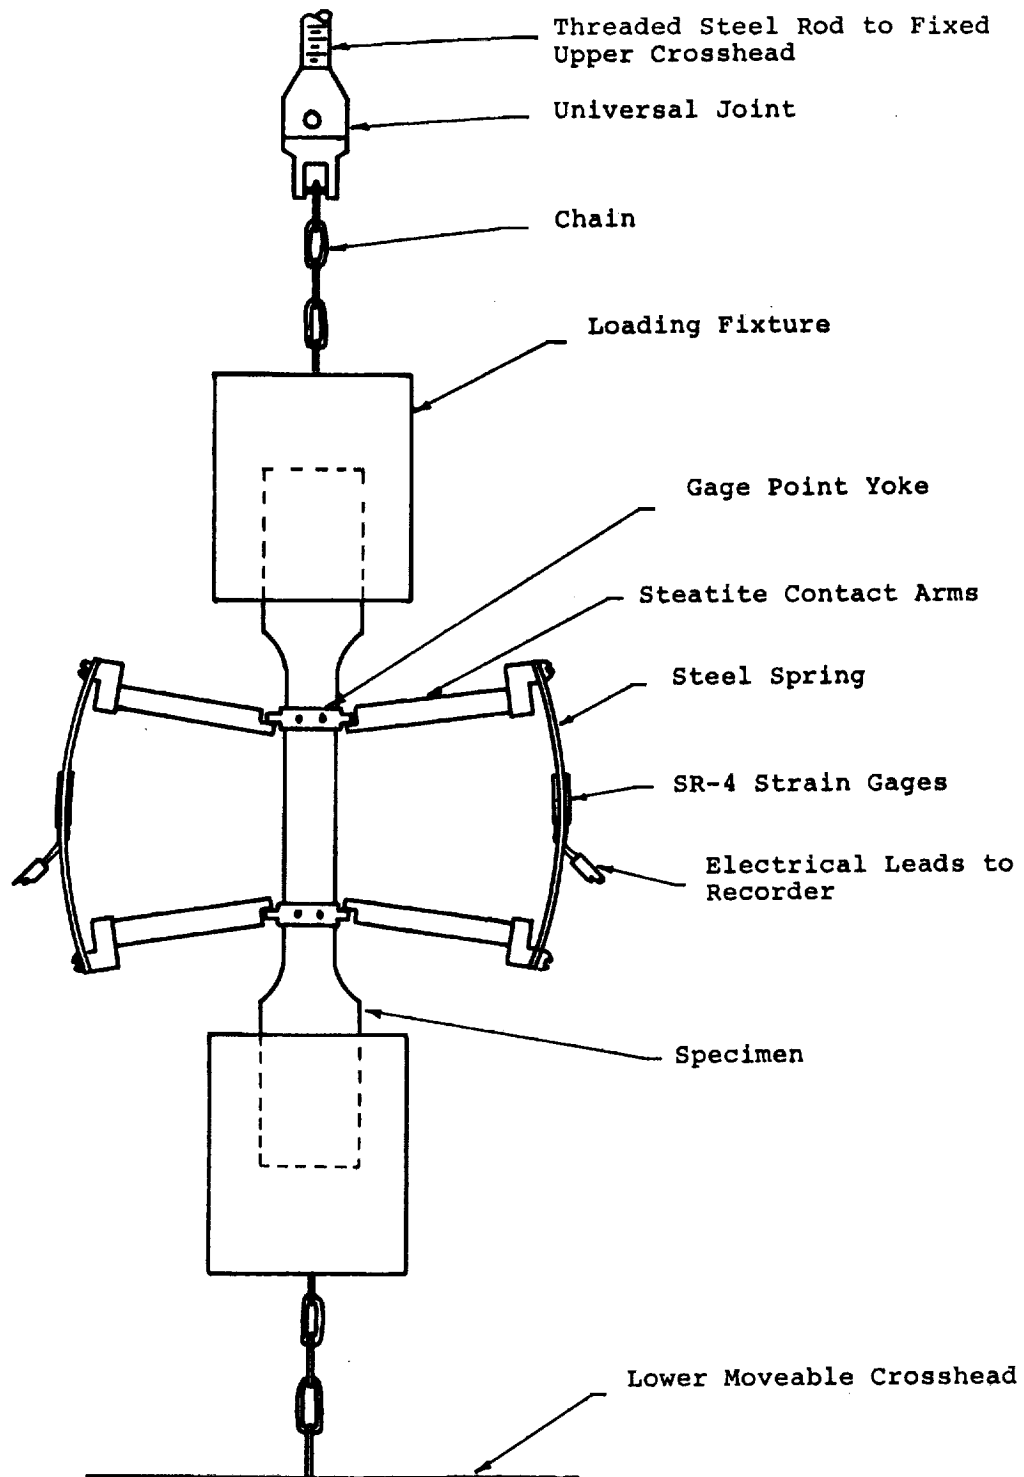 Threaded Steel Rod to Fixed
Upper Crosshead
Universal Joint
Chain
Loading Fixture
Gage Point Yoke
Steatite Contact Arms
Steel Spring
SR-4 Strain Gages
Electrical Leads to
Recorder
Specimen
Lower Moveable Crosshead